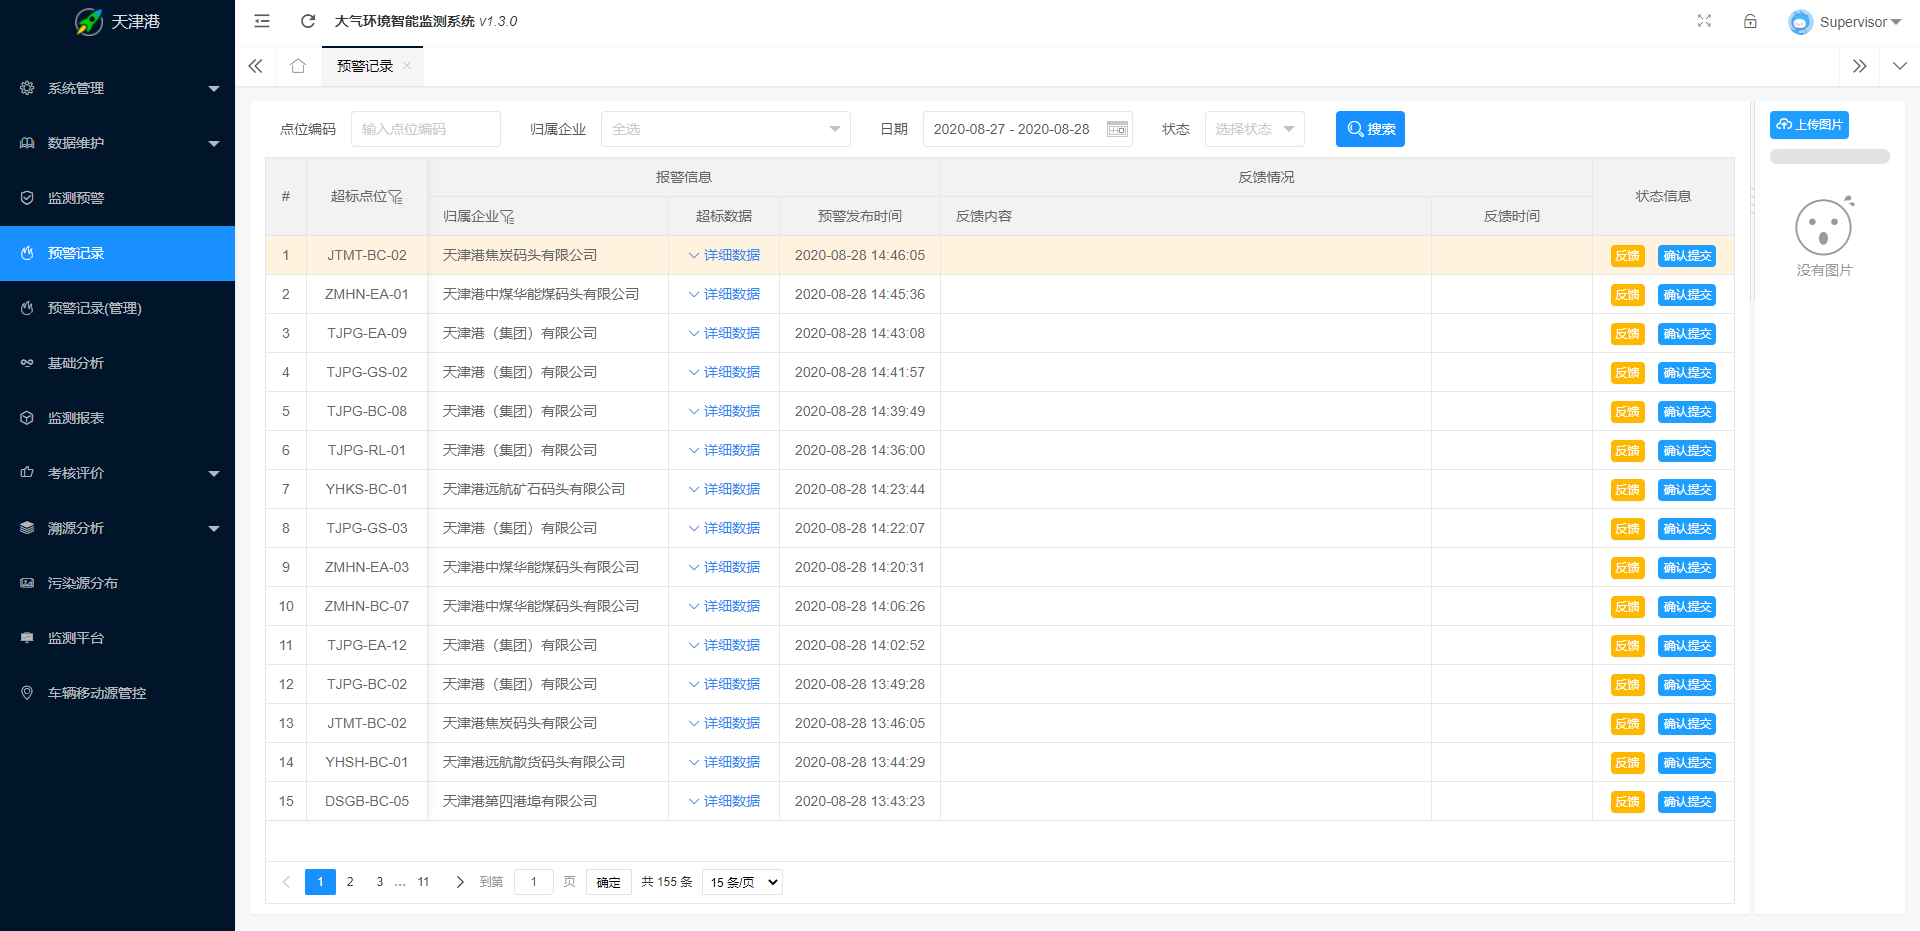 天津港
大气环境智能监测系统 v1.3.0
Supervisor
预警记录
系统管理
数据维护
监测预警
预警记录
预警记录(管理)
基础分析
监测报表
考核评价
溯源分析
污染源分布
监测平台
车辆移动源管控
点位编码 输入点位编码 归属企业 全选 日期 2020-08-27 - 2020-08-28 状态 选择状态 搜索
上传图片
没有图片
# 超标点位 报警信息 反馈情况 状态信息
归属企业 超标数据 预警发布时间 反馈内容 反馈时间
1 JTMT-BC-02 天津港焦炭码头有限公司 详细数据 2020-08-28 14:46:05 反馈 确认提交
2 ZMHN-EA-01 天津港中煤华能煤码头有限公司 详细数据 2020-08-28 14:45:36 反馈 确认提交
3 TJPG-EA-09 天津港（集团）有限公司 详细数据 2020-08-28 14:43:08 反馈 确认提交
4 TJPG-GS-02 天津港（集团）有限公司 详细数据 2020-08-28 14:41:57 反馈 确认提交
5 TJPG-BC-08 天津港（集团）有限公司 详细数据 2020-08-28 14:39:49 反馈 确认提交
6 TJPG-RL-01 天津港（集团）有限公司 详细数据 2020-08-28 14:36:00 反馈 确认提交
7 YHKS-BC-01 天津港远航矿石码头有限公司 详细数据 2020-08-28 14:23:44 反馈 确认提交
8 TJPG-GS-03 天津港（集团）有限公司 详细数据 2020-08-28 14:22:07 反馈 确认提交
9 ZMHN-EA-03 天津港中煤华能煤码头有限公司 详细数据 2020-08-28 14:20:31 反馈 确认提交
10 ZMHN-BC-07 天津港中煤华能煤码头有限公司 详细数据 2020-08-28 14:06:26 反馈 确认提交
11 TJPG-EA-12 天津港（集团）有限公司 详细数据 2020-08-28 14:02:52 反馈 确认提交
12 TJPG-BC-02 天津港（集团）有限公司 详细数据 2020-08-28 13:49:28 反馈 确认提交
13 JTMT-BC-02 天津港焦炭码头有限公司 详细数据 2020-08-28 13:46:05 反馈 确认提交
14 YHSH-BC-01 天津港远航散货码头有限公司 详细数据 2020-08-28 13:44:29 反馈 确认提交
15 DSGB-BC-05 天津港第四港埠有限公司 详细数据 2020-08-28 13:43:23 反馈 确认提交
1 2 3 … 11 到第 1 页 确定 共 155 条 15 条/页